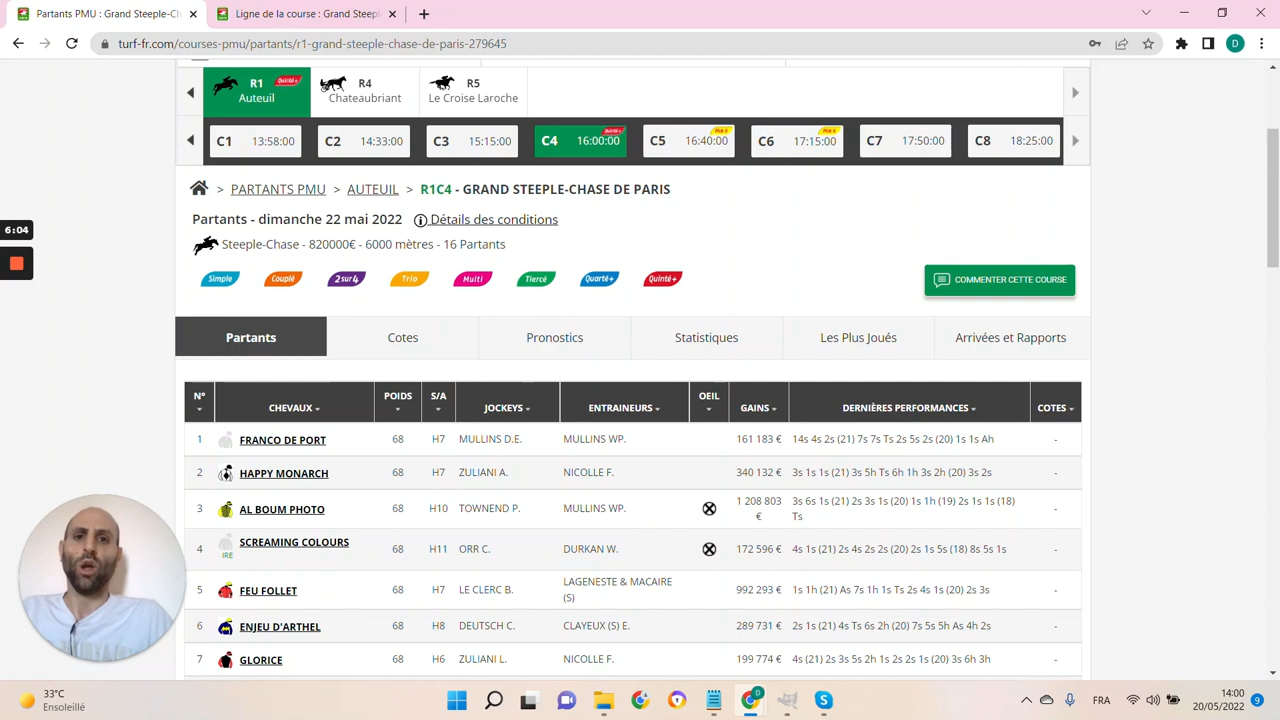 Partants PMU : Grand Steeple-Ch
Ligne de la course : Grand Steepl
turf-fr.com/courses-pmu/partants/r1-grand-steeple-chase-de-paris-279645
D
R1 Quinté+
Auteuil
R4
Chateaubriant
R5
Le Croise Laroche
C1 13:58:00
C2 14:33:00
C3 15:15:00
C4 16:00:00 Quinté+
C5 16:40:00 Pick 5
C6 17:15:00 Pick 5
C7 17:50:00
C8 18:25:00
> PARTANTS PMU > AUTEUIL > R1C4 - GRAND STEEPLE-CHASE DE PARIS
6:04
Partants - dimanche 22 mai 2022 Détails des conditions
Steeple-Chase - 820000€ - 6000 mètres - 16 Partants
Simple Couplé 2sur4 Trio Multi Tiercé Quarté+ Quinté+
COMMENTER CETTE COURSE
Partants Cotes Pronostics Statistiques Les Plus Joués Arrivées et Rapports
N° CHEVAUX POIDS S/A JOCKEYS ENTRAINEURS OEIL GAINS DERNIÈRES PERFORMANCES COTES
1 FRANCO DE PORT 68 H7 MULLINS D.E. MULLINS WP. 161 183 € 14s 4s 2s (21) 7s 7s Ts 2s 5s 2s (20) 1s 1s Ah -
2 HAPPY MONARCH 68 H7 ZULIANI A. NICOLLE F. 340 132 € 3s 1s 1s (21) 3s 5h Ts 6h 1h 3s 2h (20) 3s 2s -
3 AL BOUM PHOTO 68 H10 TOWNEND P. MULLINS WP. 1 208 803 € 3s 6s 1s (21) 2s 3s 1s (20) 1s 1h (19) 2s 1s 1s (18) Ts -
4 IRE SCREAMING COLOURS 68 H11 ORR C. DURKAN W. 172 596 € 4s 1s (21) 2s 4s 2s 2s (20) 2s 1s 5s (18) 8s 5s 1s -
5 FEU FOLLET 68 H7 LE CLERC B. LAGENESTE & MACAIRE (S) 992 293 € 1s 1h (21) As 7s 1h 1s Ts 2s 4s 1s (20) 2s 3s -
6 ENJEU D'ARTHEL 68 H8 DEUTSCH C. CLAYEUX (S) E. 289 731 € 2s 1s (21) 4s Ts 6s 2h (20) 7s 5s 5h As 4h 2s -
7 GLORICE 68 H6 ZULIANI L. NICOLLE F. 199 774 € 4s (21) 2s 3s 5s 2h 1s 2s 2s 1s (20) 3s 6h 3h -
33°C
Ensoleillé
FRA
14:00
20/05/2022
9